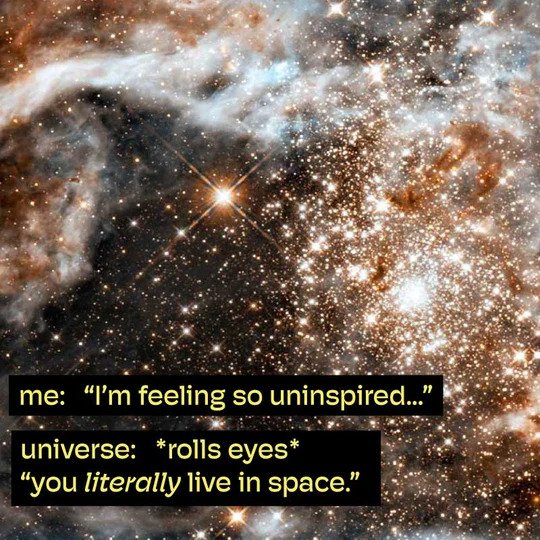 me: “I’m feeling so uninspired...”
universe: *rolls eyes*
“you literally live in space.”